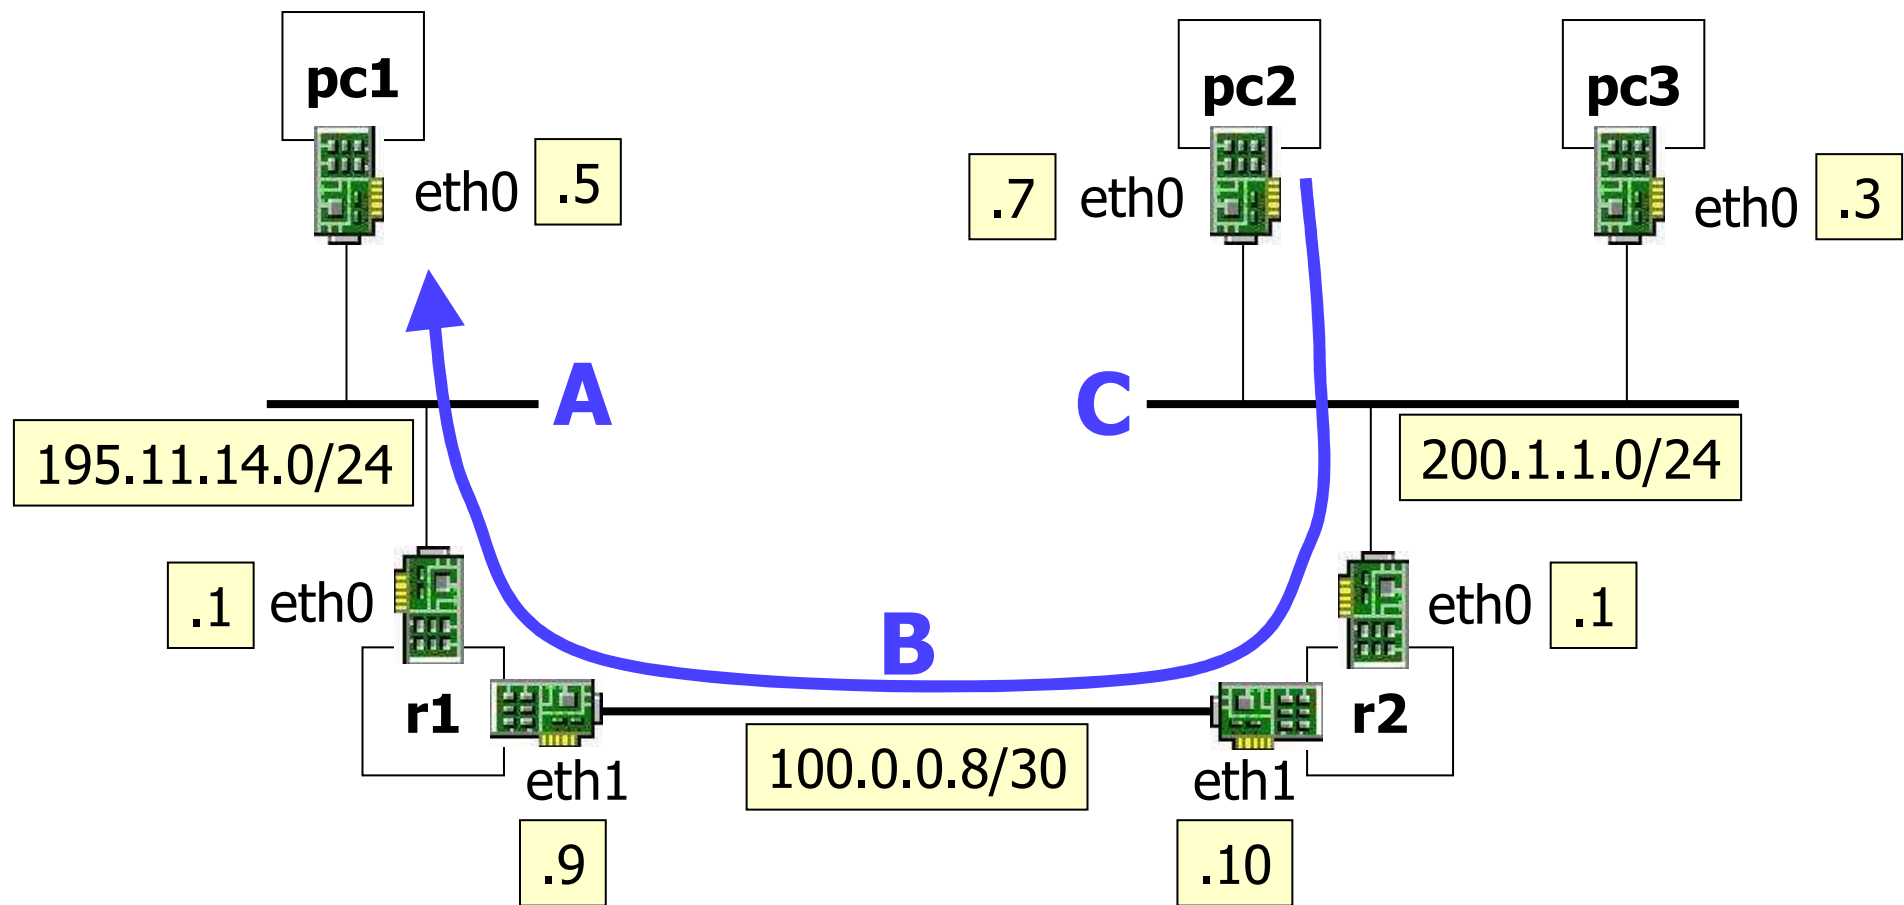 pc1
pc2
pc3
eth0
.5
.7
eth0
eth0
.3
A
C
195.11.14.0/24
200.1.1.0/24
.1
eth0
B
eth0
.1
r1
r2
100.0.0.8/30
eth1
eth1
.9
.10